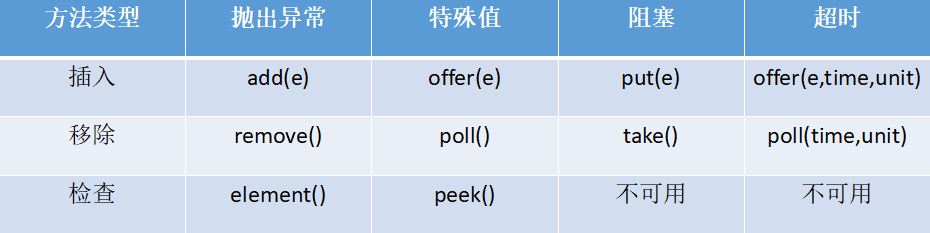 方法类型 抛出异常 特殊值 阻塞 超时
插入 add(e) offer(e) put(e) offer(e,time,unit)
移除 remove() poll() take() poll(time,unit)
检查 element() peek() 不可用 不可用